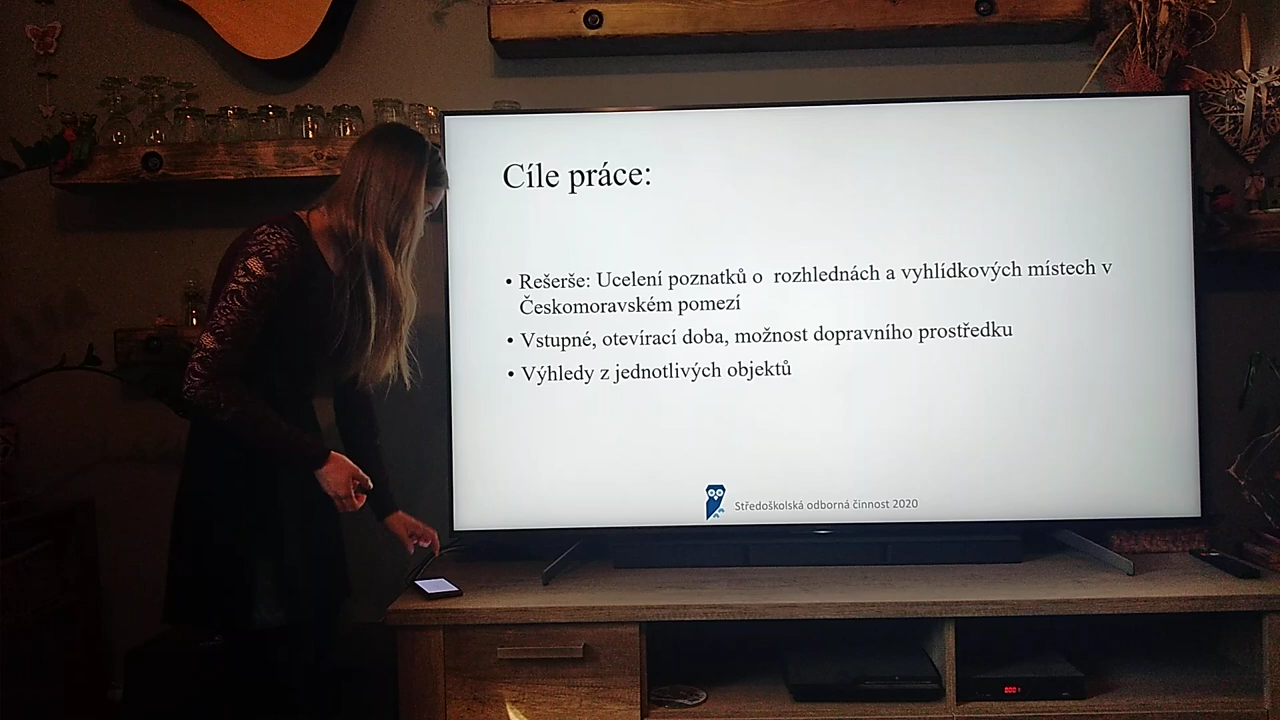 Cíle práce:
• Rešerše: Ucelení poznatků o rozhlednách a vyhlídkových místech v
Českomoravském pomezí
• Vstupné, otevírací doba, možnost dopravního prostředku
• Výhledy z jednotlivých objektů
Středoškolská odborná činnost 2020